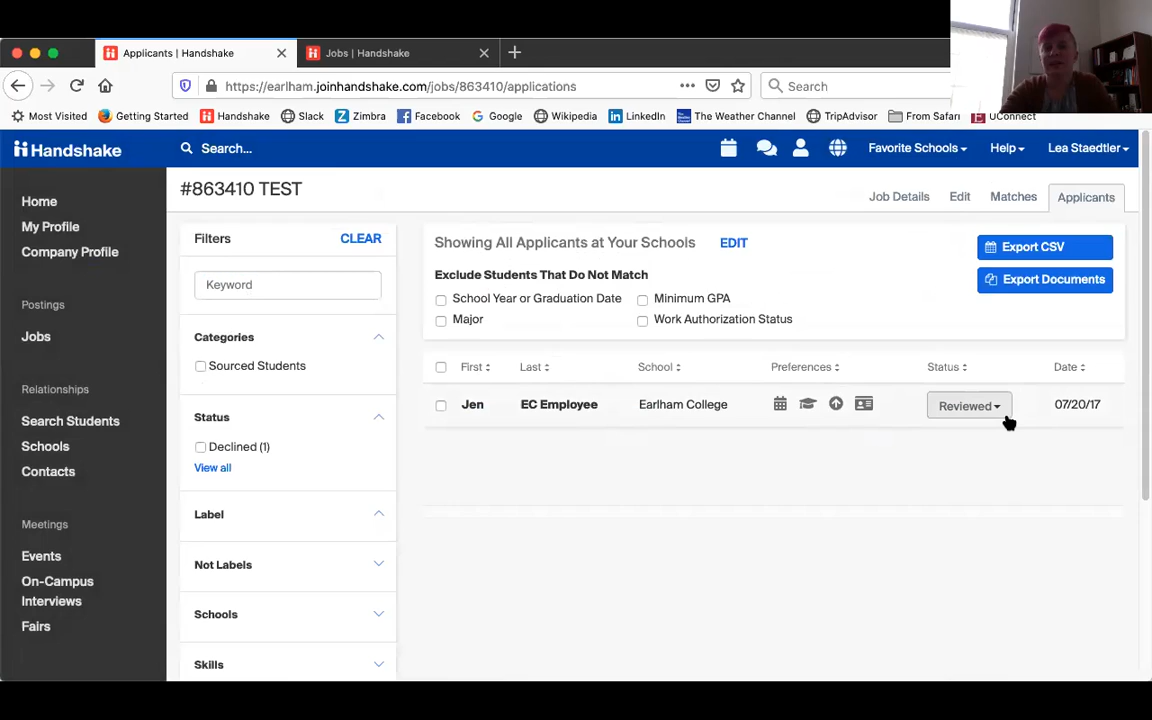 Applicants | Handshake
Jobs | Handshake
https://earlham.joinhandshake.com/jobs/863410/applications
Search
Most Visited Getting Started Handshake Slack Zimbra Facebook Google Wikipedia LinkedIn The Weather Channel TripAdvisor From Safari UConnect
Handshake
Search...
Favorite Schools Help Lea Staedtler
Home
My Profile
Company Profile
Postings
Jobs
Relationships
Search Students
Schools
Contacts
Meetings
Events
On-Campus
Interviews
Fairs
#863410 TEST
Job Details Edit Matches Applicants
Filters CLEAR
Keyword
Categories
Sourced Students
Status
Declined (1)
View all
Label
Not Labels
Schools
Skills
Showing All Applicants at Your Schools EDIT
Export CSV
Export Documents
Exclude Students That Do Not Match
School Year or Graduation Date Minimum GPA
Major Work Authorization Status
First Last School Preferences Status Date
Jen EC Employee Earlham College Reviewed 07/20/17